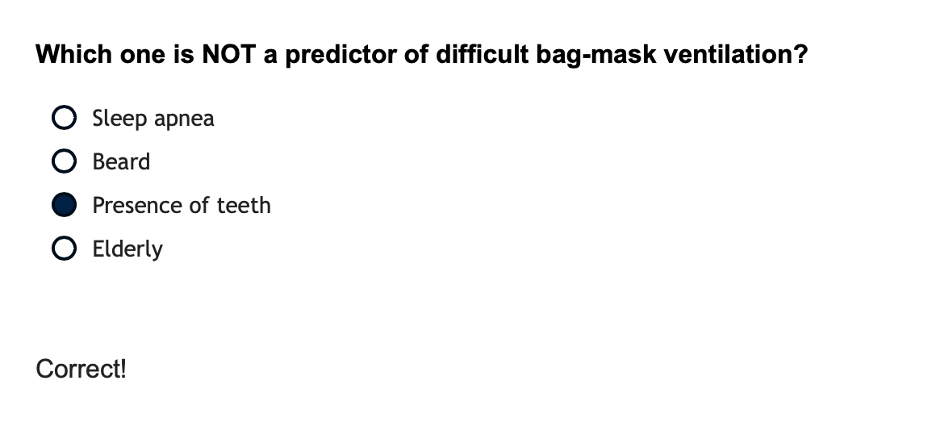 Which one is NOT a predictor of difficult bag-mask ventilation?
Sleep apnea
Beard
Presence of teeth
Elderly
Correct!